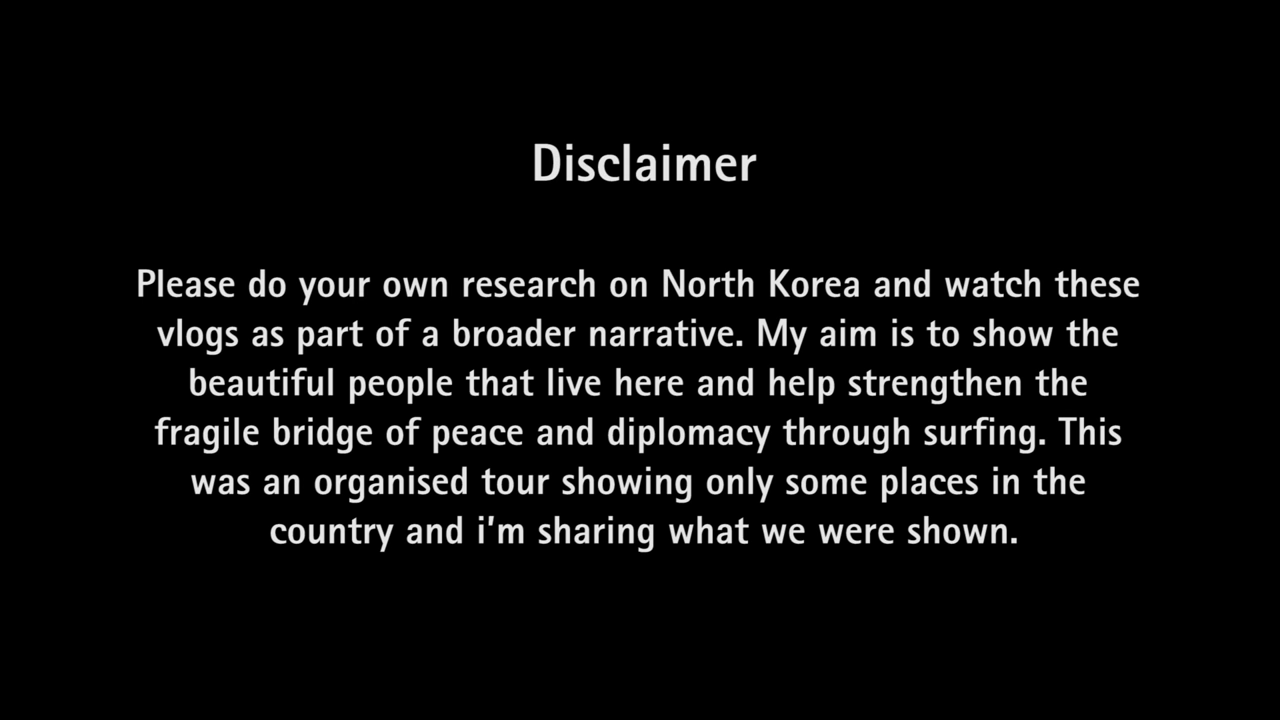 Disclaimer
Please do your own research on North Korea and watch these
vlogs as part of a broader narrative. My aim is to show the
beautiful people that live here and help strengthen the
fragile bridge of peace and diplomacy through surfing. This
was an organised tour showing only some places in the
country and i'm sharing what we were shown.